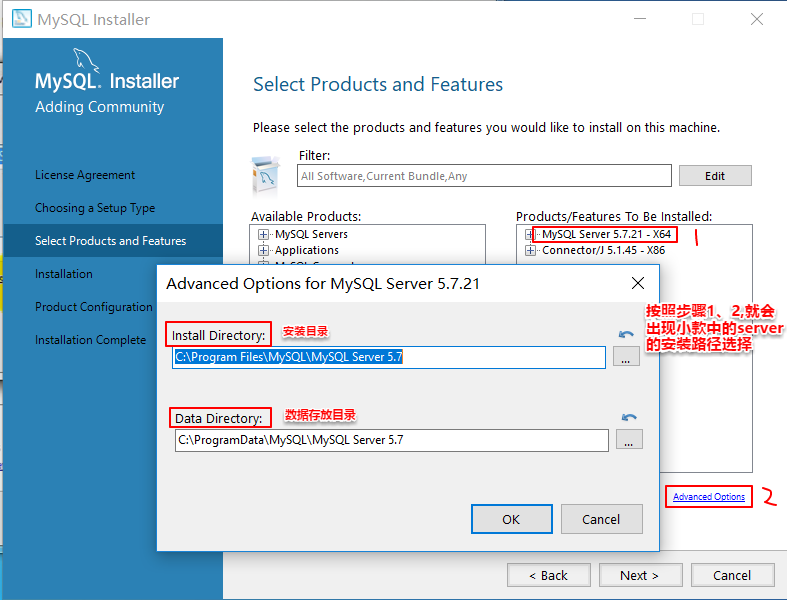 MySQL Installer
MySQL. Installer
Adding Community
License Agreement
Choosing a Setup Type
Select Products and Features
Installation
Product Configuration
Installation Complete
Select Products and Features
Please select the products and features you would like to install on this machine.
Filter:
All Software,Current Bundle,Any
Edit
Available Products:
MySQL Servers
Applications
Products/Features To Be Installed:
MySQL Server 5.7.21 - X64
1
Connector/J 5.1.45 - X86
Advanced Options for MySQL Server 5.7.21
Install Directory:
安装目录
C:\Program Files\MySQL\MySQL Server 5.7
...
Data Directory:
数据存放目录
C:\ProgramData\MySQL\MySQL Server 5.7
...
OK
Cancel
按照步骤1、2,就会
出现小款中的server
的安装路径选择
Advanced Options
2
< Back
Next >
Cancel